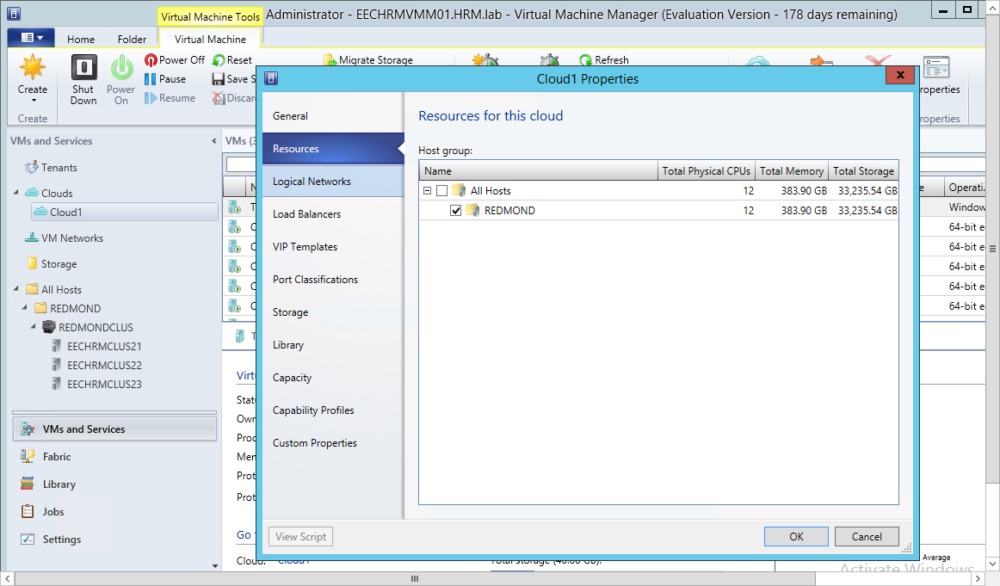 Virtual Machine Tools
Administrator - EECHRMVMM01.HRM.lab - Virtual Machine Manager (Evaluation Version - 178 days remaining)
Home
Folder
Virtual Machine
Create
Shut Down
Power On
Power Off
Pause
Resume
Reset
Save S
Discar
Migrate Storage
Refresh
roperties
Create
roperties
VMs and Services
Tenants
Clouds
Cloud1
VM Networks
Storage
All Hosts
REDMOND
REDMONDCLUS
EECHRMCLUS21
EECHRMCLUS22
EECHRMCLUS23
VMs and Services
Fabric
Library
Jobs
Settings
VMs (3
N
T
C
C
C
C
C
T
Virtu
Statu
Own
Proc
Mem
Prot
Prot
Go
Cloud:
Cloud1
Total storage (40.00 GB):
Cloud1 Properties
X
General
Resources
Logical Networks
Load Balancers
VIP Templates
Port Classifications
Storage
Library
Capacity
Capability Profiles
Custom Properties
Resources for this cloud
Host group:
Name Total Physical CPUs Total Memory Total Storage
All Hosts 12 383.90 GB 33,235.54 GB
REDMOND 12 383.90 GB 33,235.54 GB
View Script
OK
Cancel
e Operati.
Window
64-bit e
64-bit e
64-bit e
64-bit e
64-bit e
Average
Activate Windows